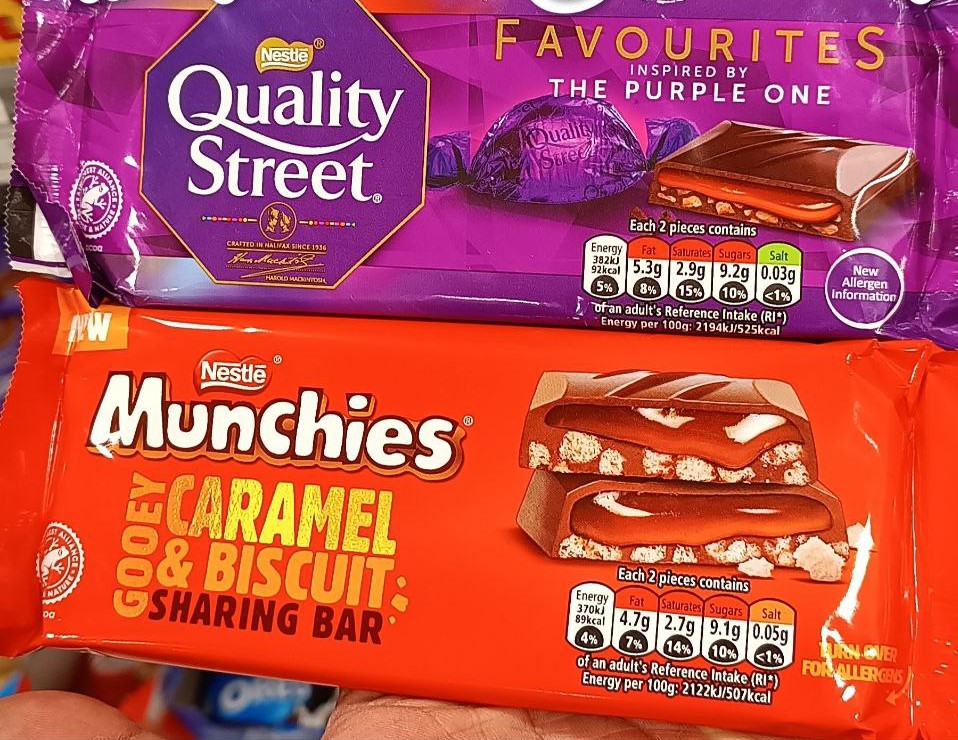 Nestlé®
Quality
Street®
CRAFTED IN HALIFAX SINCE 1936
HAROLD MACKINTOSH
FAVOURITES
INSPIRED BY
THE PURPLE ONE
Quality
Street
Each 2 pieces contains
Energy 382kJ 92kcal 5%
Fat 5.3g 8%
Saturates 2.9g 15%
Sugars 9.2g 10%
Salt 0.03g <1%
of an adult's Reference Intake (RI*)
Energy per 100g: 2194kJ/525kcal
New
Allergen
Information
ALLIANCE
& NATURE
NEW
Nestlé®
Munchies®
GOOEY
CARAMEL
& BISCUIT
SHARING BAR
ALLIANCE
NATURE
Each 2 pieces contains
Energy 370kJ 89kcal 4%
Fat 4.7g 7%
Saturates 2.7g 14%
Sugars 9.1g 10%
Salt 0.05g <1%
of an adult's Reference Intake (RI*)
Energy per 100g: 2122kJ/507kcal
TURN OVER
FOR ALLERGENS